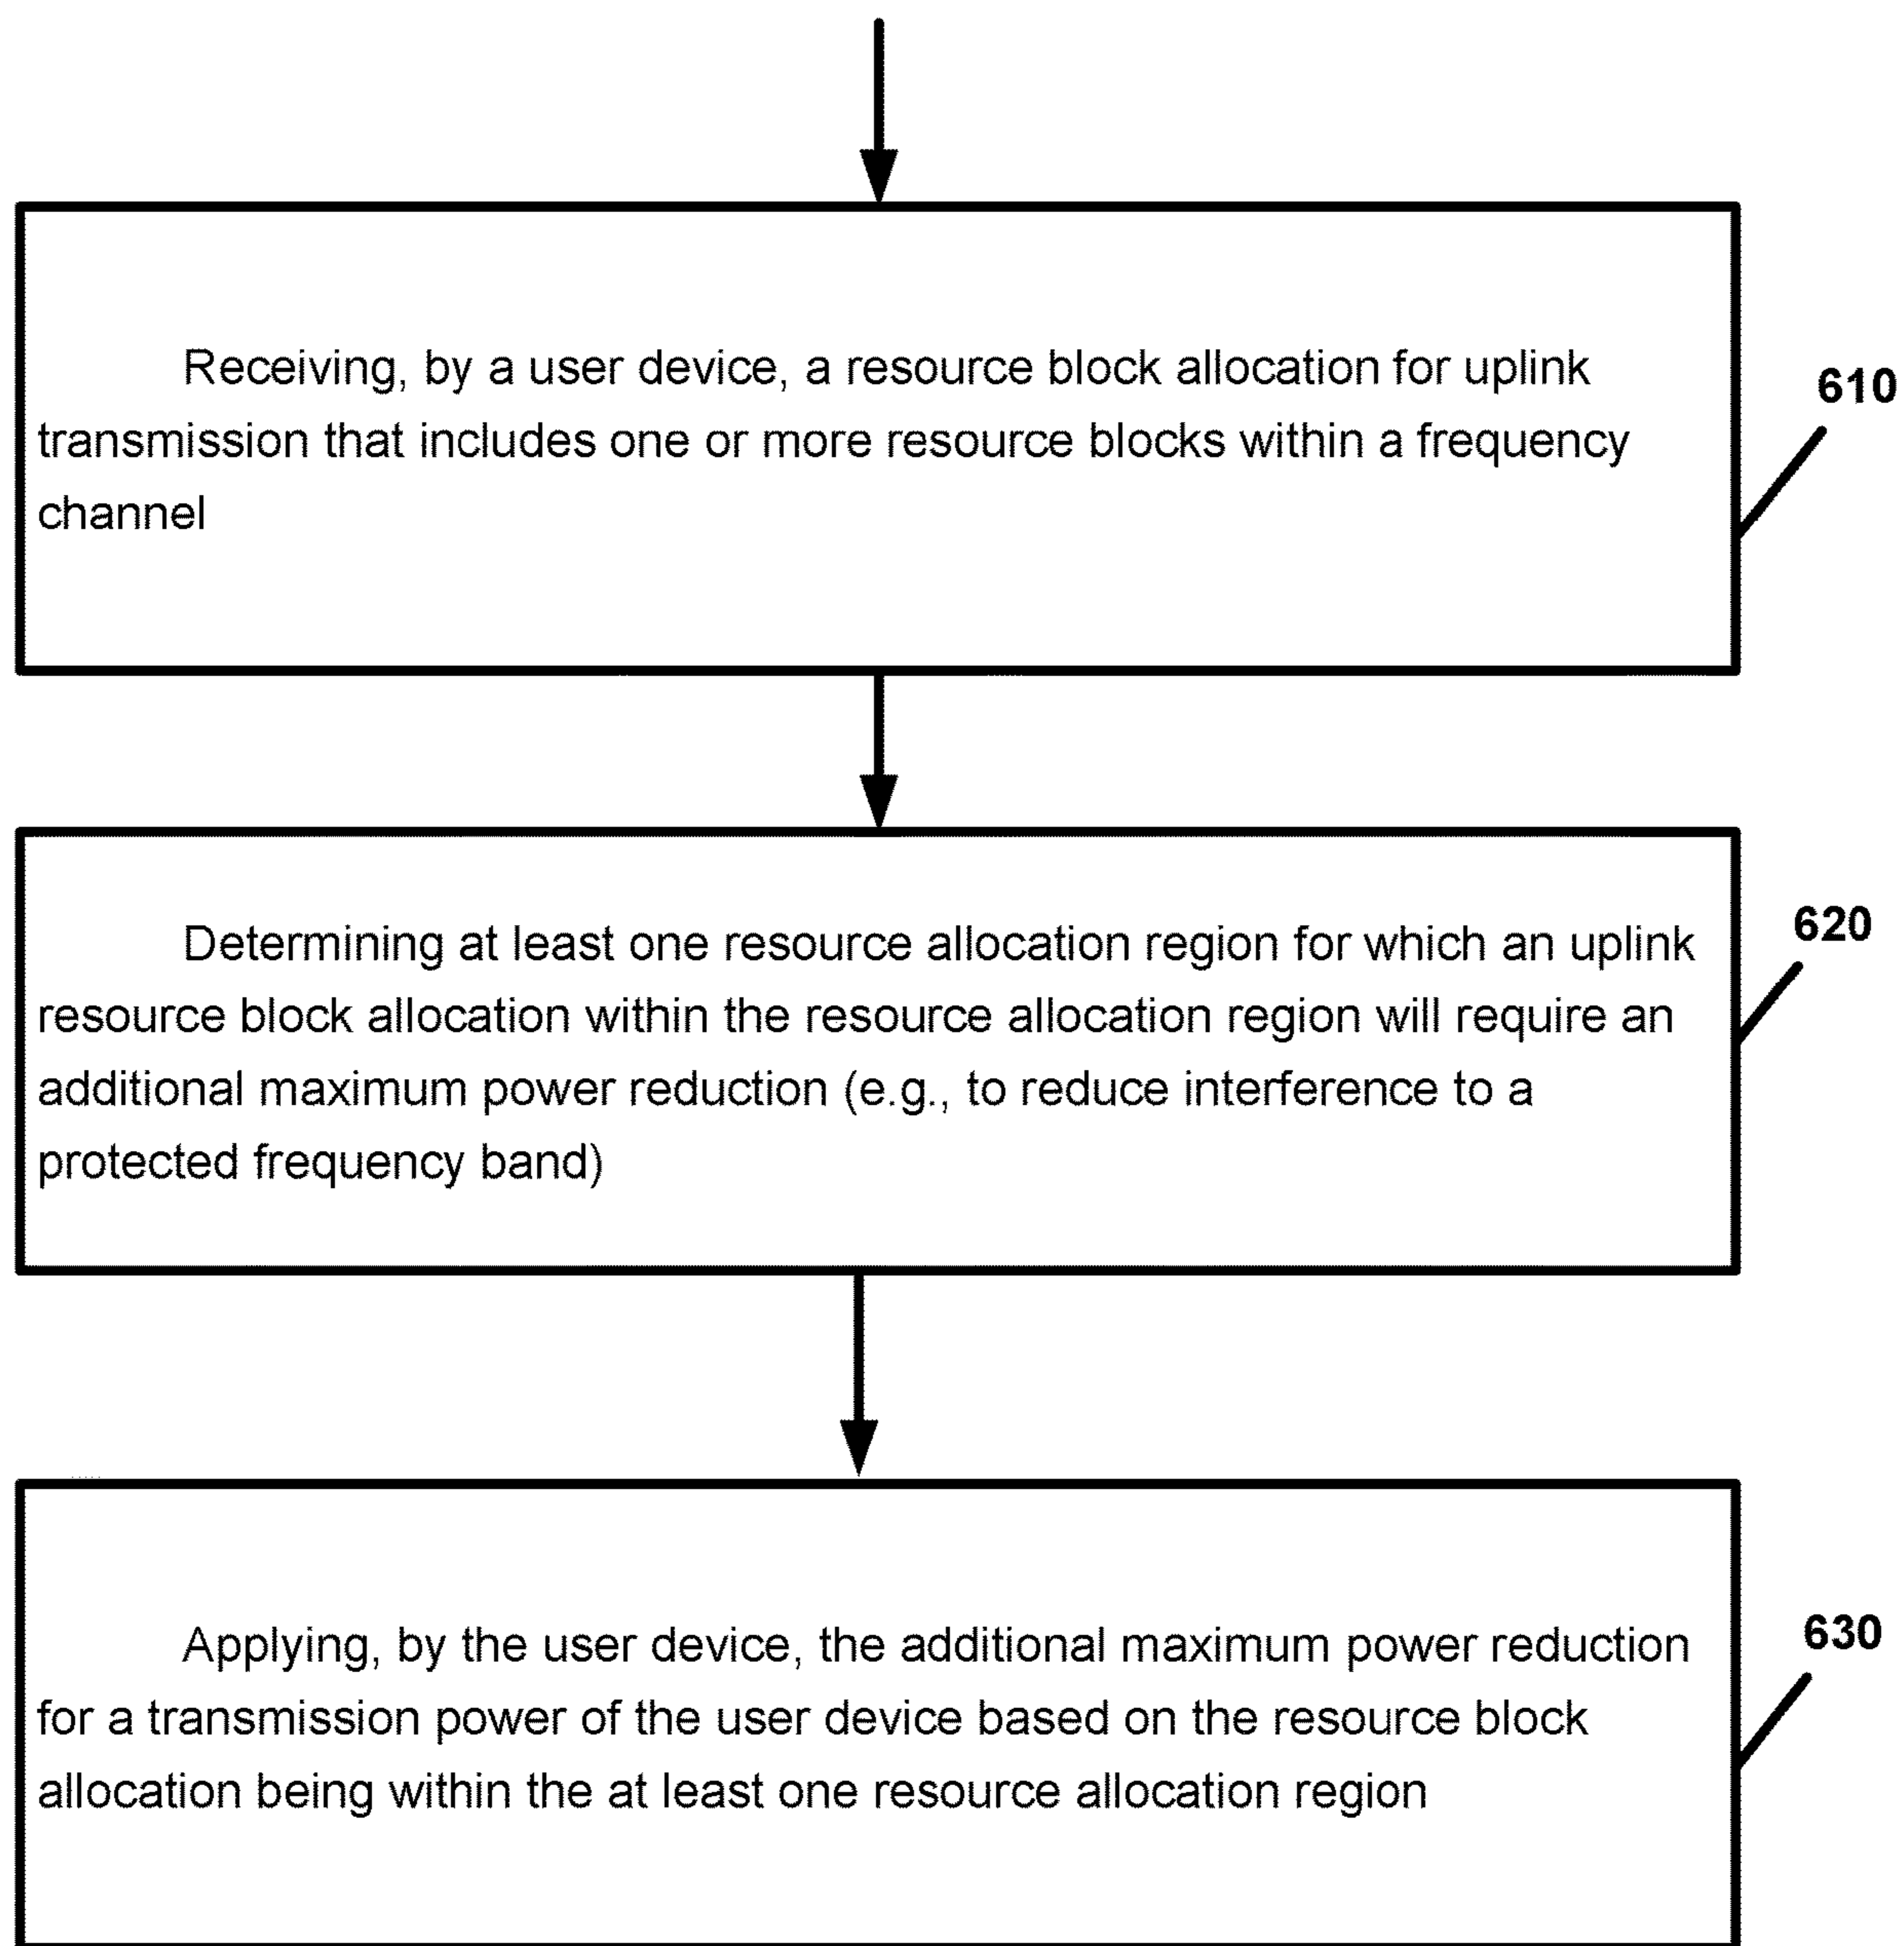 Receiving, by a user device, a resource block allocation for uplink
transmission that includes one or more resource blocks within a frequency
channel
610
Determining at least one resource allocation region for which an uplink
resource block allocation within the resource allocation region will require an
additional maximum power reduction (e.g., to reduce interference to a
protected frequency band)
620
Applying, by the user device, the additional maximum power reduction
for a transmission power of the user device based on the resource block
allocation being within the at least one resource allocation region
630